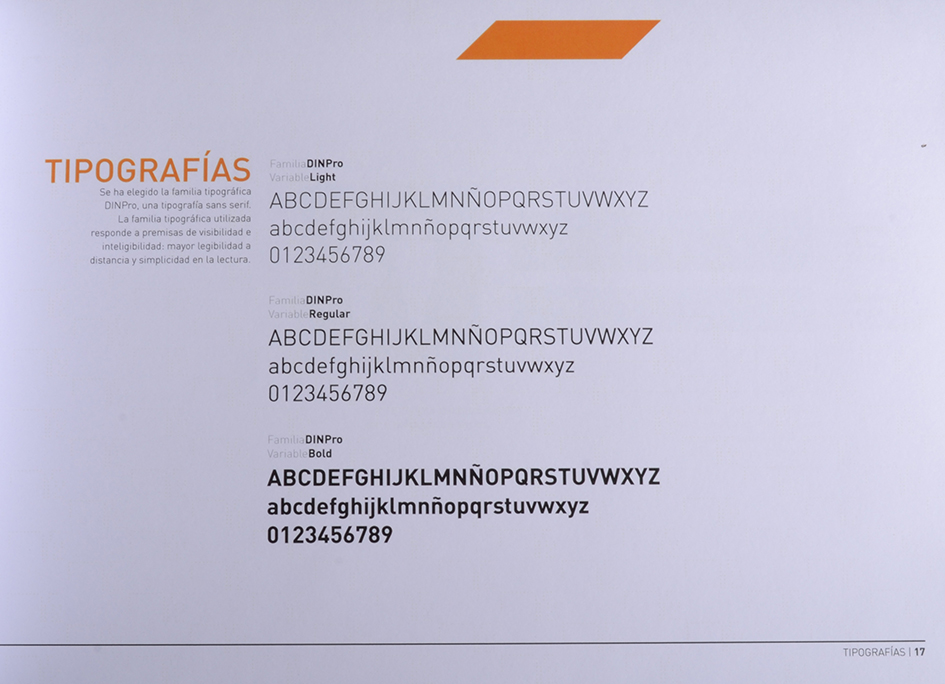 TIPOGRAFÍAS
Se ha elegido la familia tipográfica
DINPro, una tipografía sans serif.
La familia tipográfica utilizada
responde a premisas de visibilidad e
inteligibilidad: mayor legibilidad a
distancia y simplicidad en la lectura.
FamiliaDINPro
VariableLight
ABCDEFGHIJKLMNÑOPQRSTUVWXYZ
abcdefghijklmnñopqrstuvwxyz
0123456789
FamiliaDINPro
VariableRegular
ABCDEFGHIJKLMNÑOPQRSTUVWXYZ
abcdefghijklmnñopqrstuvwxyz
0123456789
FamiliaDINPro
VariableBold
ABCDEFGHIJKLMNÑOPQRSTUVWXYZ
abcdefghijklmnñopqrstuvwxyz
0123456789
TIPOGRAFÍAS | 17